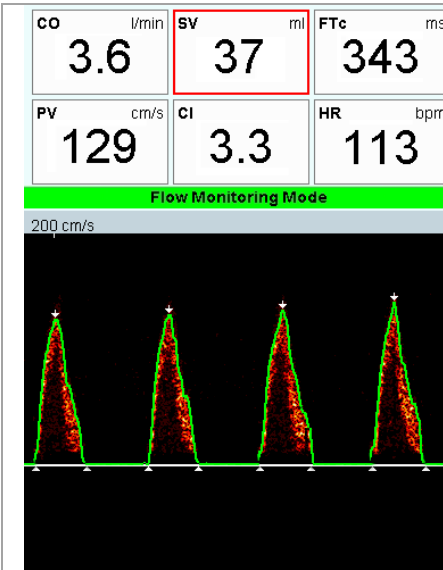 CO l/min SV ml FTc ms
3.6 37 343
PV cm/s CI HR bpm
129 3.3 113
Flow Monitoring Mode
200 cm/s